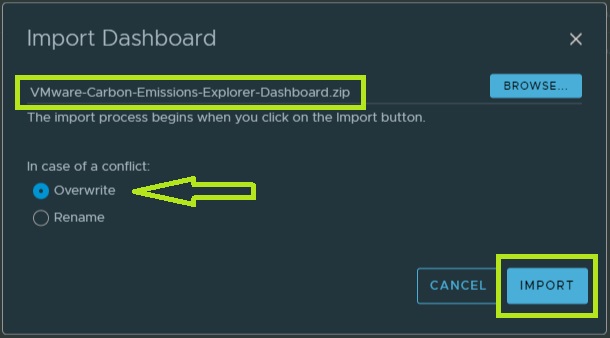 Import Dashboard
VMware-Carbon-Emissions-Explorer-Dashboard.zip
BROWSE...
The import process begins when you click on the Import button.
In case of a conflict:
Overwrite
Rename
CANCEL
IMPORT